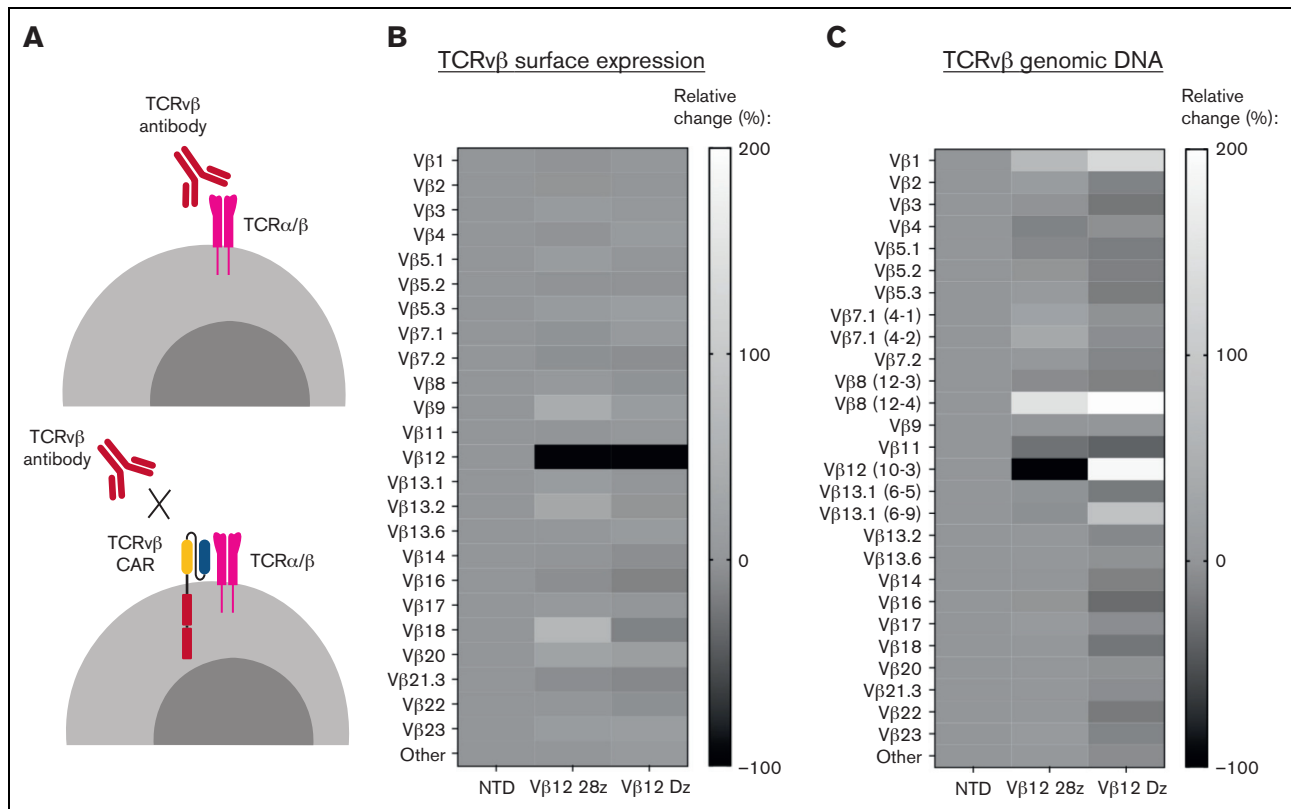 A
TCRvβ
antibody
TCRα/β
TCRvβ
antibody
TCRvβ
CAR
TCRα/β
B
TCRvβ surface expression
Relative
change (%):
Vβ1
Vβ2
Vβ3
Vβ4
Vβ5.1
Vβ5.2
Vβ5.3
Vβ7.1
Vβ7.2
Vβ8
Vβ9
Vβ11
Vβ12
Vβ13.1
Vβ13.2
Vβ13.6
Vβ14
Vβ16
Vβ17
Vβ18
Vβ20
Vβ21.3
Vβ22
Vβ23
Other
NTD
Vβ12 28z
Vβ12 Dz
200
100
0
−100
C
TCRvβ genomic DNA
Relative
change (%):
Vβ1
Vβ2
Vβ3
Vβ4
Vβ5.1
Vβ5.2
Vβ5.3
Vβ7.1 (4-1)
Vβ7.1 (4-2)
Vβ7.2
Vβ8 (12-3)
Vβ8 (12-4)
Vβ9
Vβ11
Vβ12 (10-3)
Vβ13.1 (6-5)
Vβ13.1 (6-9)
Vβ13.2
Vβ13.6
Vβ14
Vβ16
Vβ17
Vβ18
Vβ20
Vβ21.3
Vβ22
Vβ23
Other
NTD
Vβ12 28z
Vβ12 Dz
200
100
0
−100